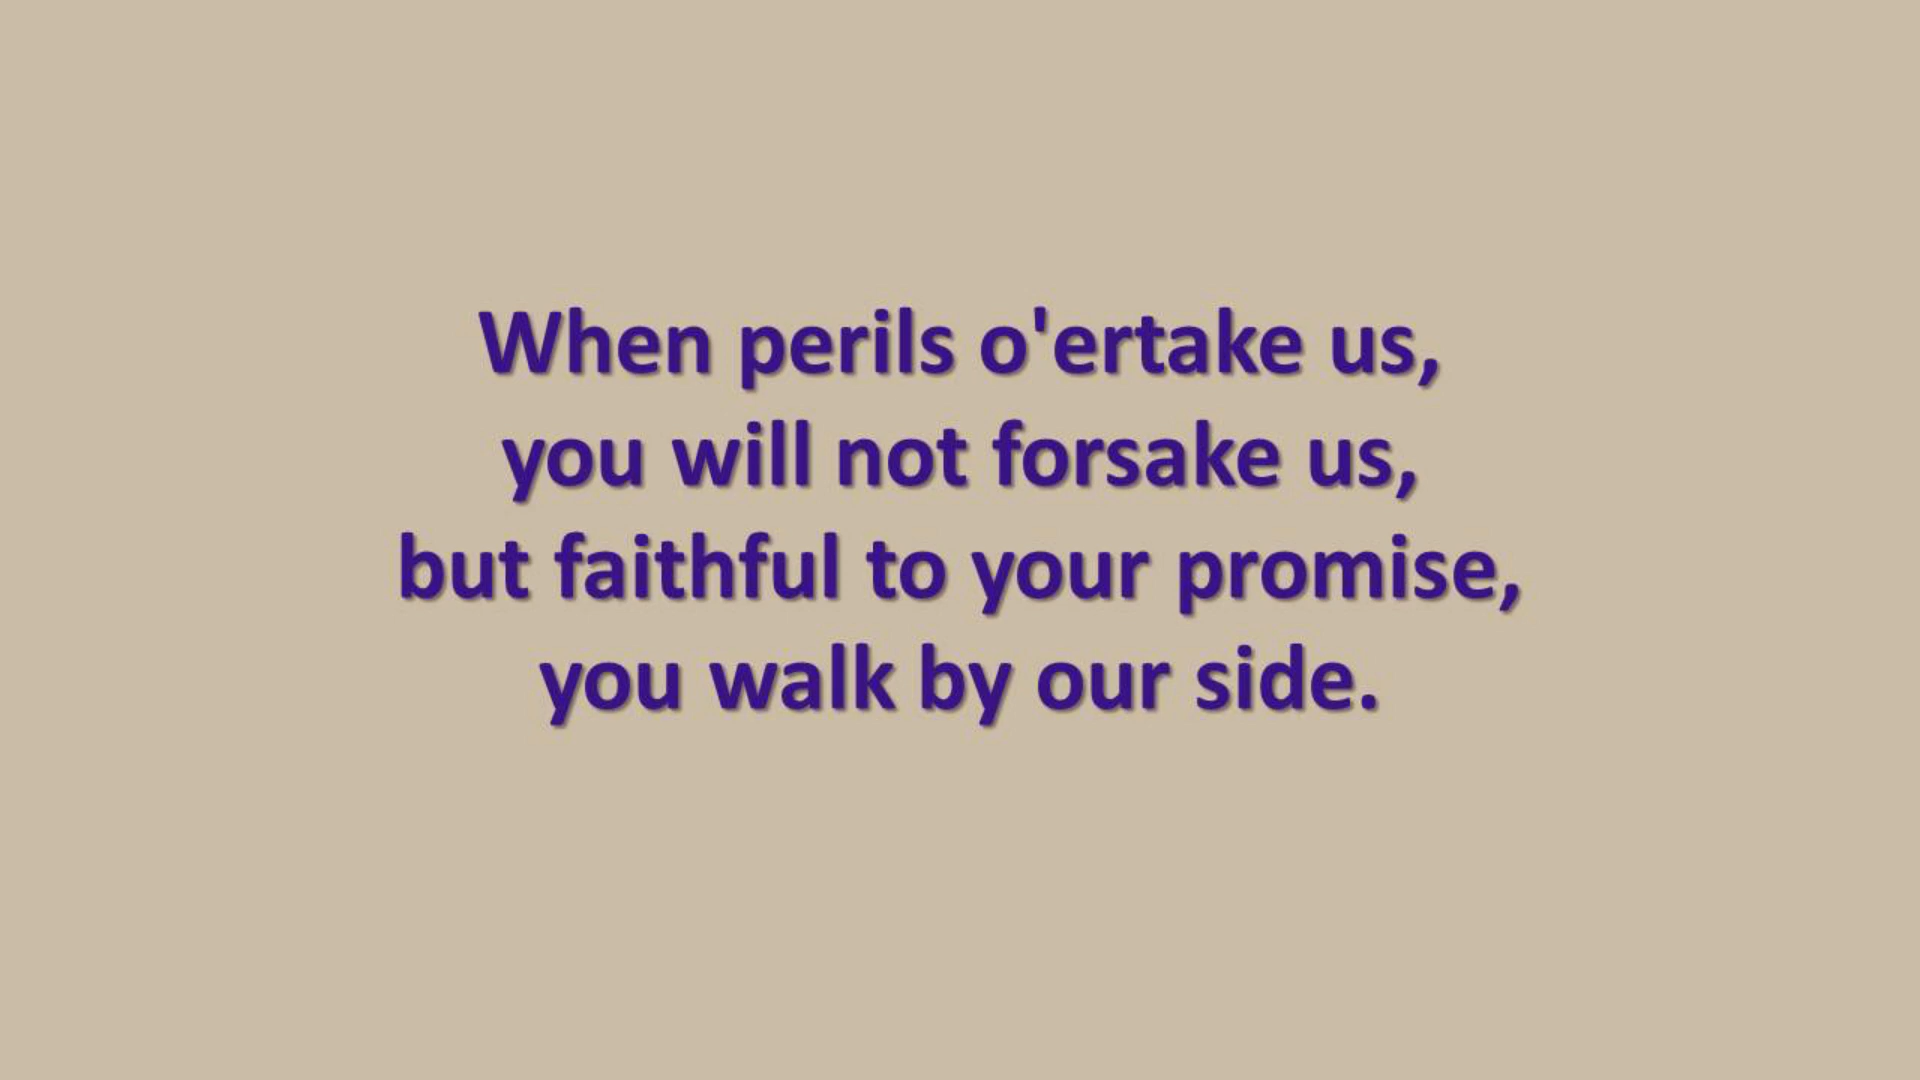 When perils o'ertake us,
you will not forsake us,
but faithful to your promise,
you walk by our side.